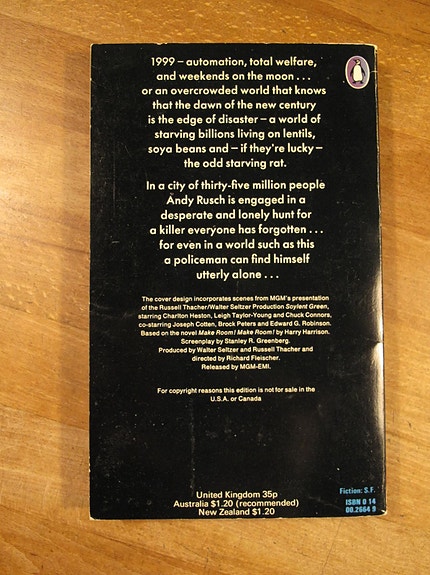 1999 – automation, total welfare,
and weekends on the moon . . .
or an overcrowded world that knows
that the dawn of the new century
is the edge of disaster – a world of
starving billions living on lentils,
soya beans and – if they're lucky –
the odd starving rat.
In a city of thirty-five million people
Andy Rusch is engaged in a
desperate and lonely hunt for
a killer everyone has forgotten . . .
for even in a world such as this
a policeman can find himself
utterly alone . . .
The cover design incorporates scenes from MGM's presentation
of the Russell Thacher/Walter Seltzer Production Soylent Green,
starring Charlton Heston, Leigh Taylor-Young and Chuck Connors,
co-starring Joseph Cotten, Brock Peters and Edward G. Robinson.
Based on the novel Make Room! Make Room! by Harry Harrison.
Screenplay by Stanley R. Greenberg.
Produced by Walter Seltzer and Russell Thacher and
directed by Richard Fleischer.
Released by MGM-EMI.
For copyright reasons this edition is not for sale in the
U.S.A. or Canada
United Kingdom 35p
Australia $1.20 (recommended)
New Zealand $1.20
Fiction: S.F.
ISBN 0 14
00.2664 9